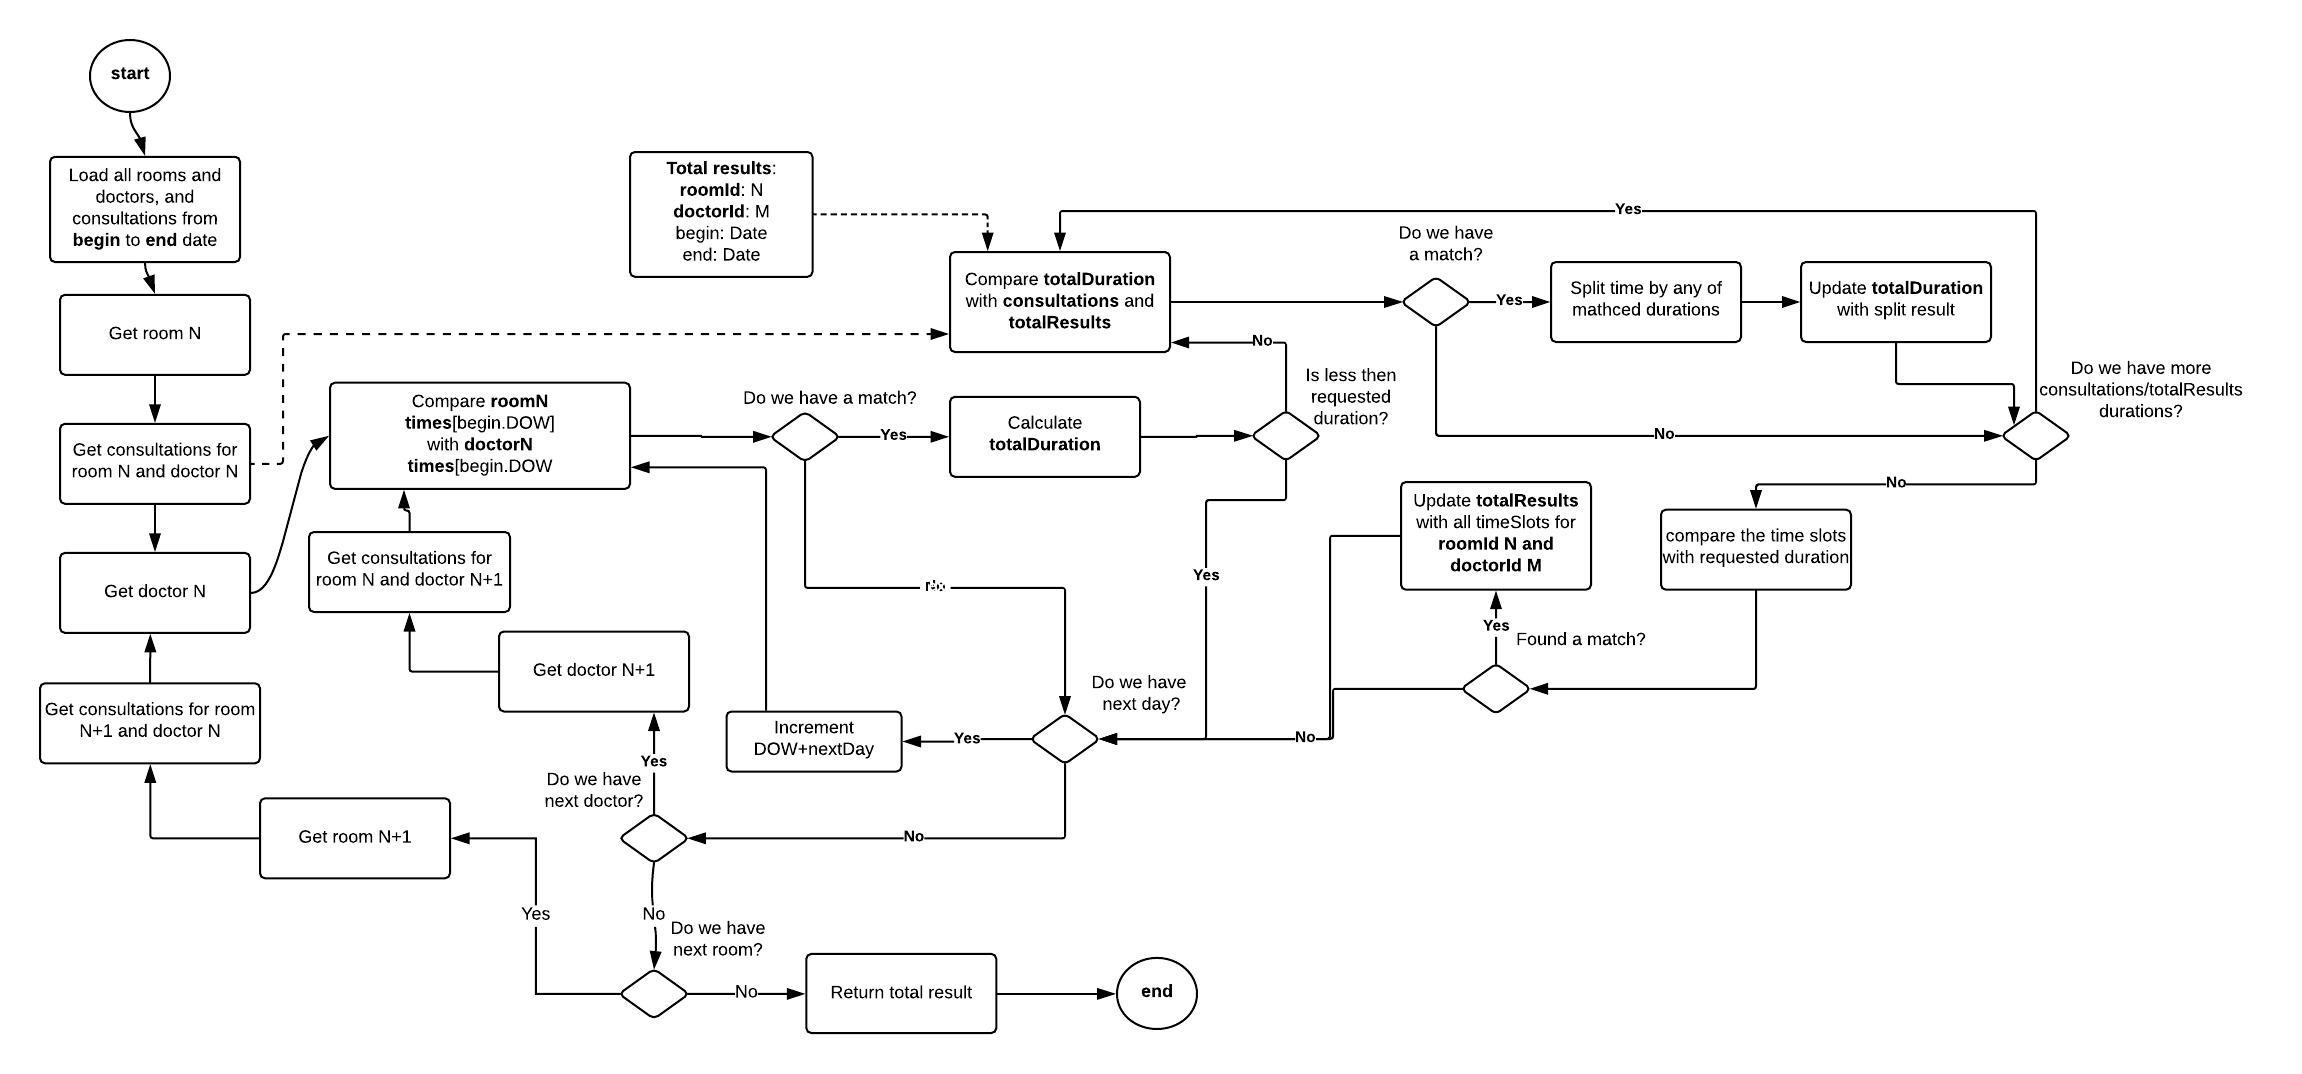 start
Load all rooms and
doctors, and
consultations from
begin to end date
Get room N
Get consultations for
room N and doctor N
Get doctor N
Get consultations for room
N+1 and doctor N
Get room N+1
Total results:
roomId: N
doctorId: M
begin: Date
end: Date
Compare roomN
times[begin.DOW]
with doctorN
times[begin.DOW
Get consultations for
room N and doctor N+1
Get doctor N+1
Do we have a match?
Yes
Calculate
totalDuration
Is less then
requested
duration?
No
Yes
Compare totalDuration
with consultations and
totalResults
Do we have
a match?
Yes
No
Split time by any of
mathced durations
Update totalDuration
with split result
Yes
Do we have more
consultations/totalResults
durations?
No
compare the time slots
with requested duration
Found a match?
Yes
No
Update totalResults
with all timeSlots for
roomId N and
doctorId M
Do we have
next day?
Yes
No
Increment
DOW+nextDay
Do we have
next doctor?
Yes
No
Do we have
next room?
Yes
No
Return total result
end